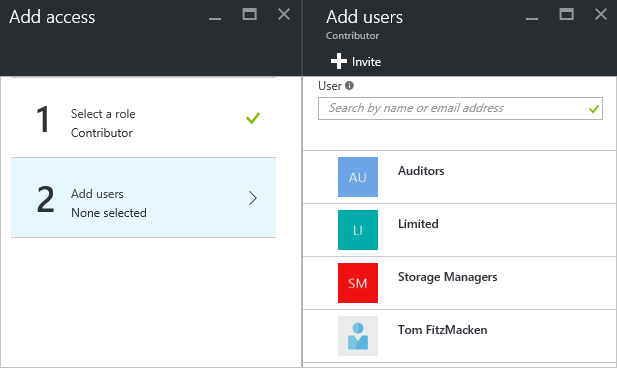 Add access
1
Select a role
Contributor
2
Add users
None selected
Add users
Contributor
Invite
User
Search by name or email address
AU
Auditors
LI
Limited
SM
Storage Managers
Tom FitzMacken